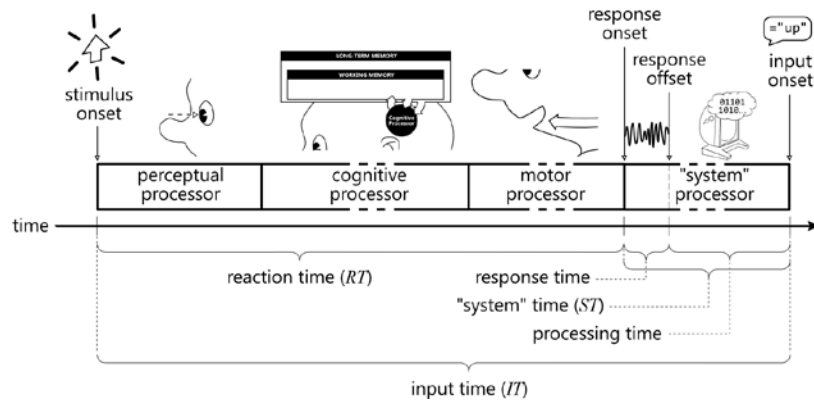 stimulus
onset
LONG-TERM MEMORY
WORKING MEMORY
Cognitive
Processor
response
onset
response
offset
="up"
input
onset
01101
1010...
perceptual
processor
cognitive
processor
motor
processor
"system"
processor
time
reaction time (RT)
response time
"system" time (ST)
processing time
input time (IT)